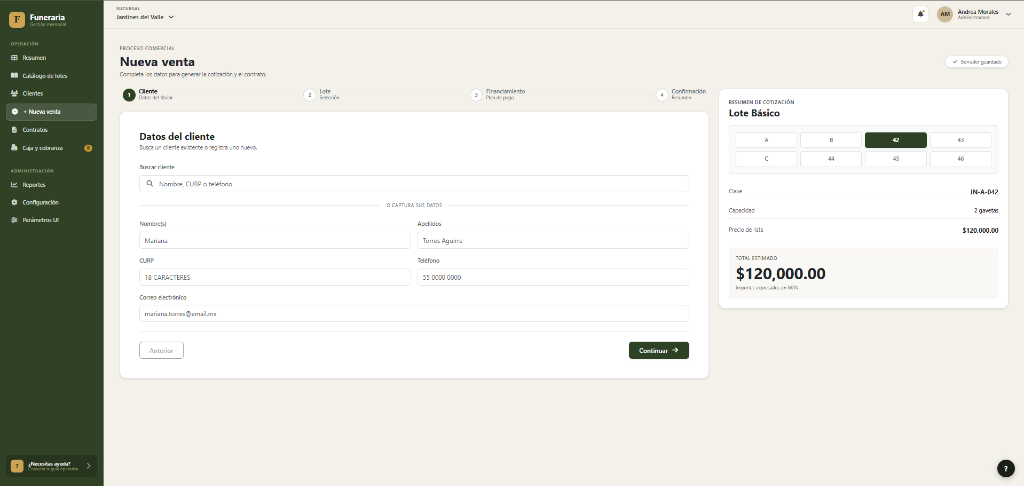 F
Funeraria
Gestión memorial
OPERACIÓN
Resumen
Catálogo de lotes
Clientes
+ Nueva venta
Contratos
Caja y cobranza
8
ADMINISTRACIÓN
Reportes
Configuración
Parámetros UI
?
¿Necesitas ayuda?
Consulta la guía operativa
SUCURSAL
Jardines del Valle
AM
Andrea Morales
Administradora
PROCESO COMERCIAL
Nueva venta
Completa los datos para generar la cotización y el contrato.
Borrador guardado
1
Cliente
Datos del titular
2
Lote
Selección
3
Financiamiento
Plan de pago
4
Confirmación
Resumen
Datos del cliente
Busca un cliente existente o registra uno nuevo.
Buscar cliente
Nombre, CURP o teléfono
O CAPTURA SUS DATOS
Nombre(s)
Apellidos
Mariana
Torres Aguirre
CURP
Teléfono
18 CARACTERES
55 0000 0000
Correo electrónico
mariana.torres@email.mx
Anterior
Continuar
RESUMEN DE COTIZACIÓN
Lote Básico
A B 42 43
C 44 45 46
Clave JN-A-042
Capacidad 2 gavetas
Precio de lista $120,000.00
TOTAL ESTIMADO
$120,000.00
Importes expresados en MXN
?